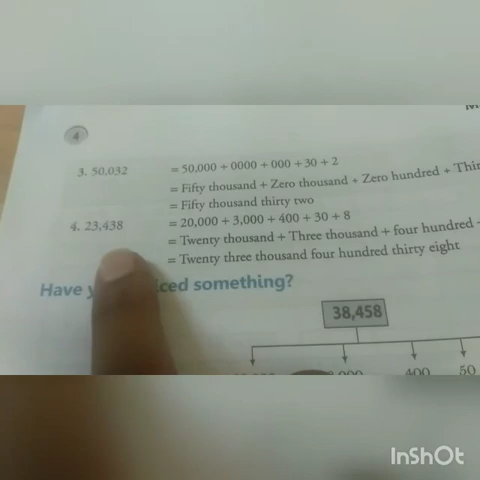 4
3. 50,032 = 50,000 + 0000 + 000 +30 + 2
= Fifty thousand + Zero thousand + Zero hundred +
= Fifty thousand thirty two
4. 23,438 = 20,000 + 3,000 + 400 + 30 + 8
= Twenty thousand + Three thousand + four hundred
= Twenty three thousand four hundred thirty eight
Have something?
38,458
400 50
InShOt